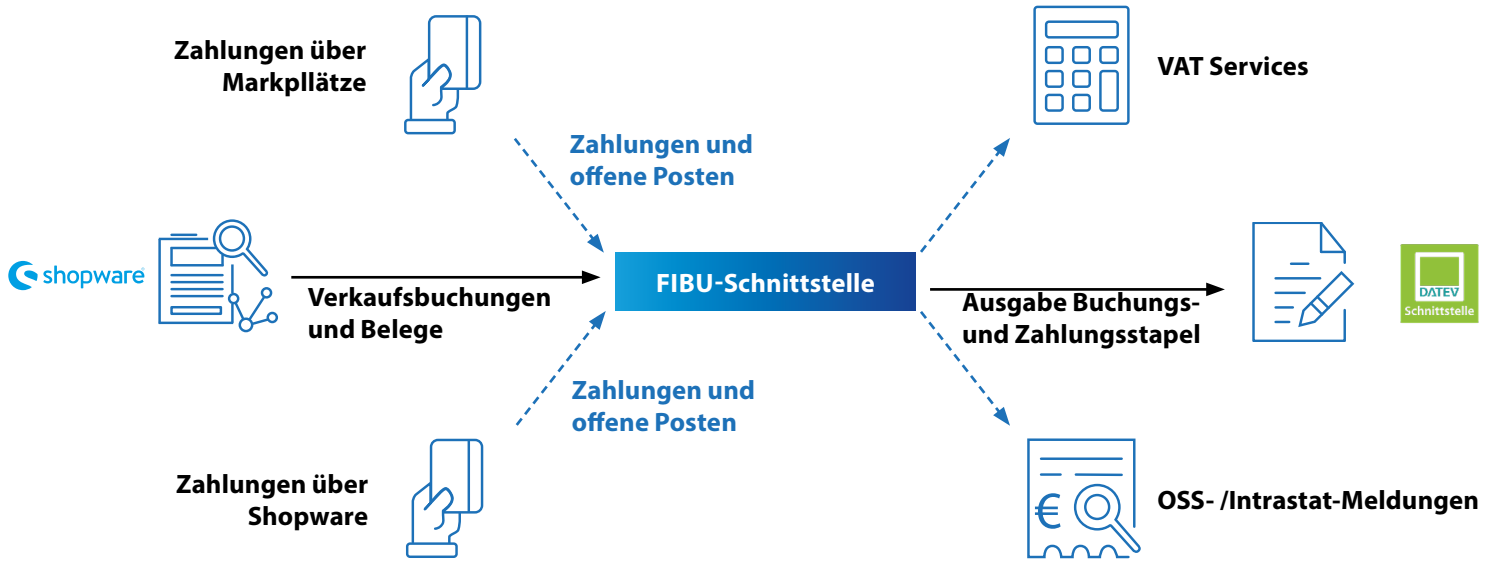 Zahlungen über
Markpllätze
VAT Services
Zahlungen und
offene Posten
shopware
FIBU-Schnittstelle
Verkaufsbuchungen
und Belege
Ausgabe Buchungs-
und Zahlungsstapel
DATEV
Schnittstelle
Zahlungen und
offene Posten
Zahlungen über
Shopware
€
OSS- /Intrastat-Meldungen